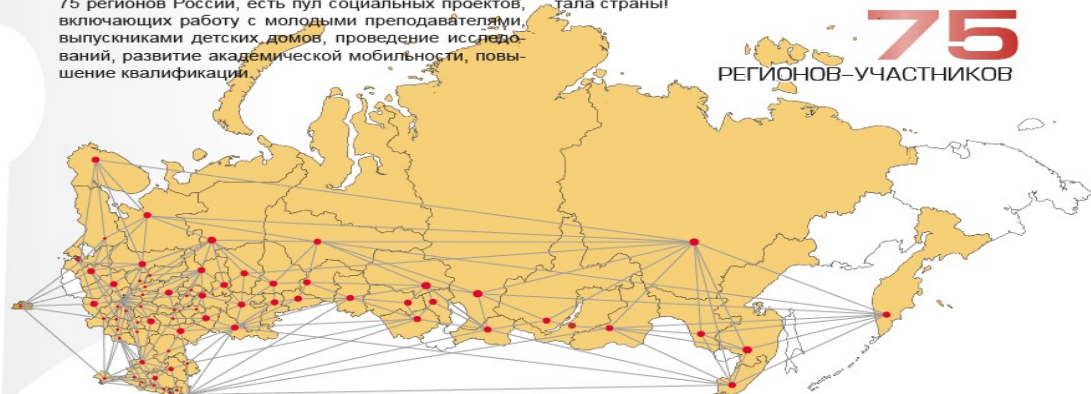 75 регионов России, есть пул социальных проектов,
включающих работу с молодыми преподавателями,
выпускниками детских домов, проведение исследо-
ваний, развитие академической мобильности, повы-
шение квалификации.
тала страны!
75
РЕГИОНОВ-УЧАСТНИКОВ